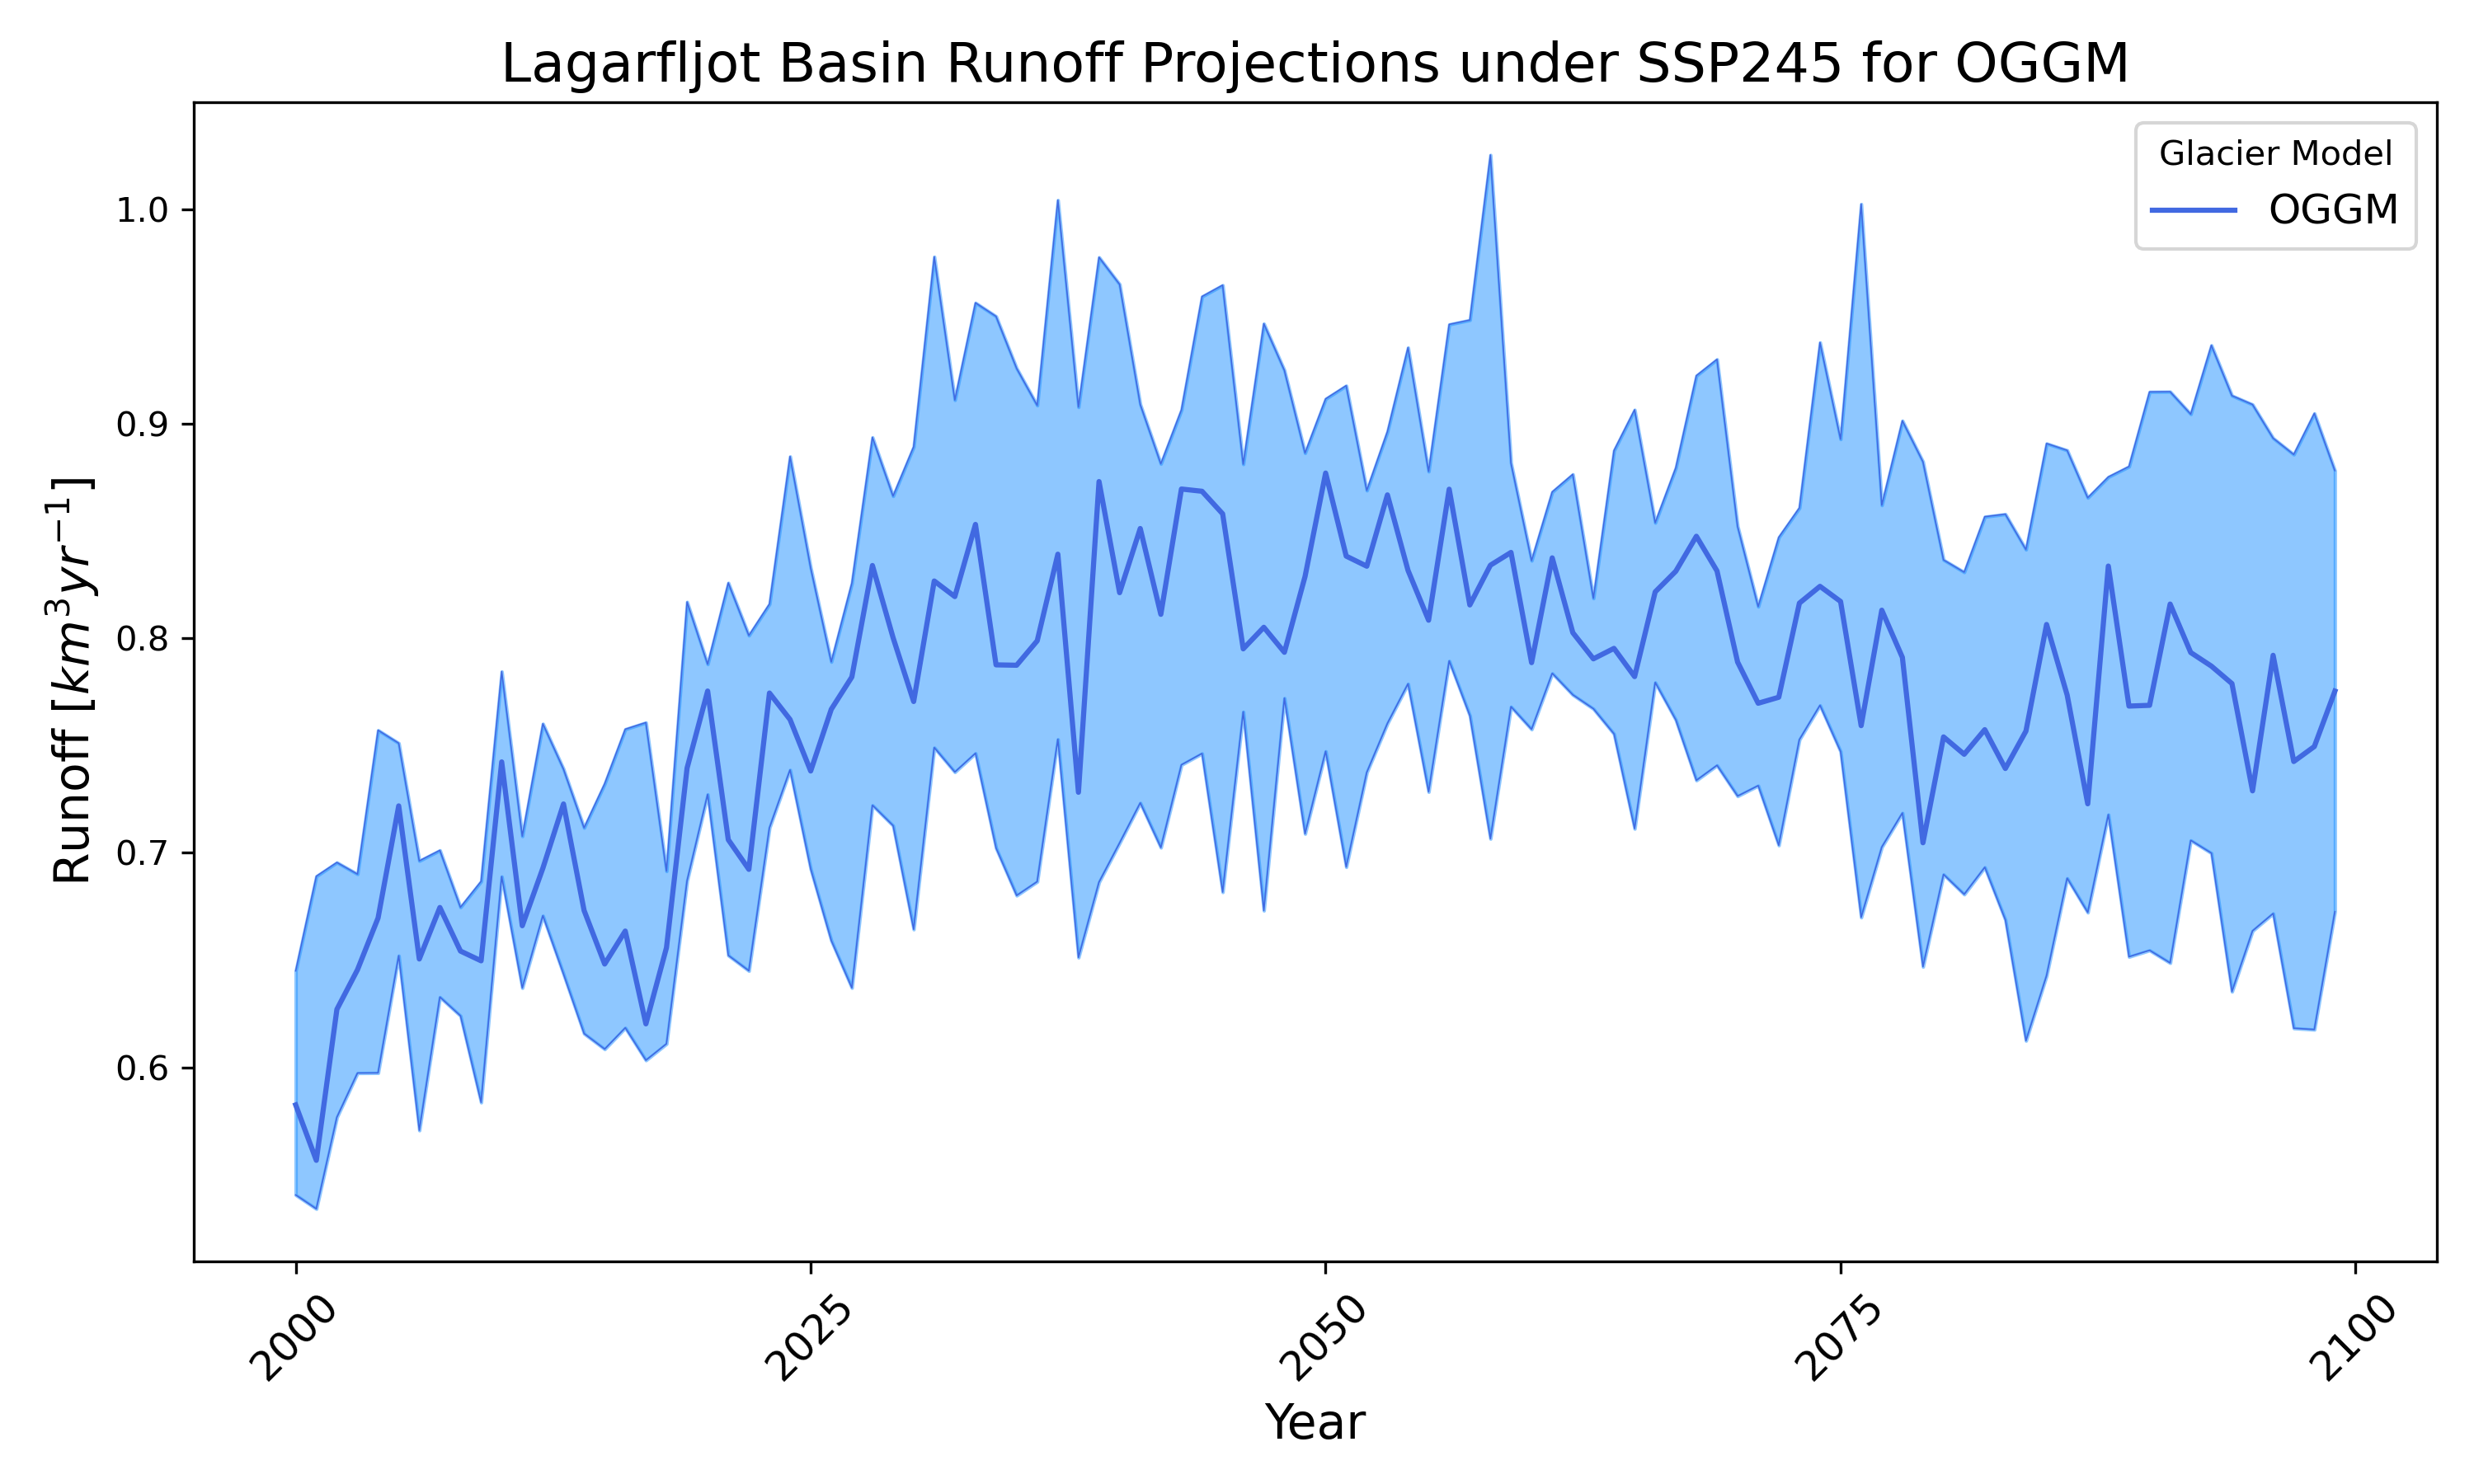 Lagarfljot Basin Runoff Projections under SSP245 for OGGM
Glacier Model
OGGM
Runoff [km³yr⁻¹]
1.0
0.9
0.8
0.7
0.6
2000
2025
2050
2075
2100
Year